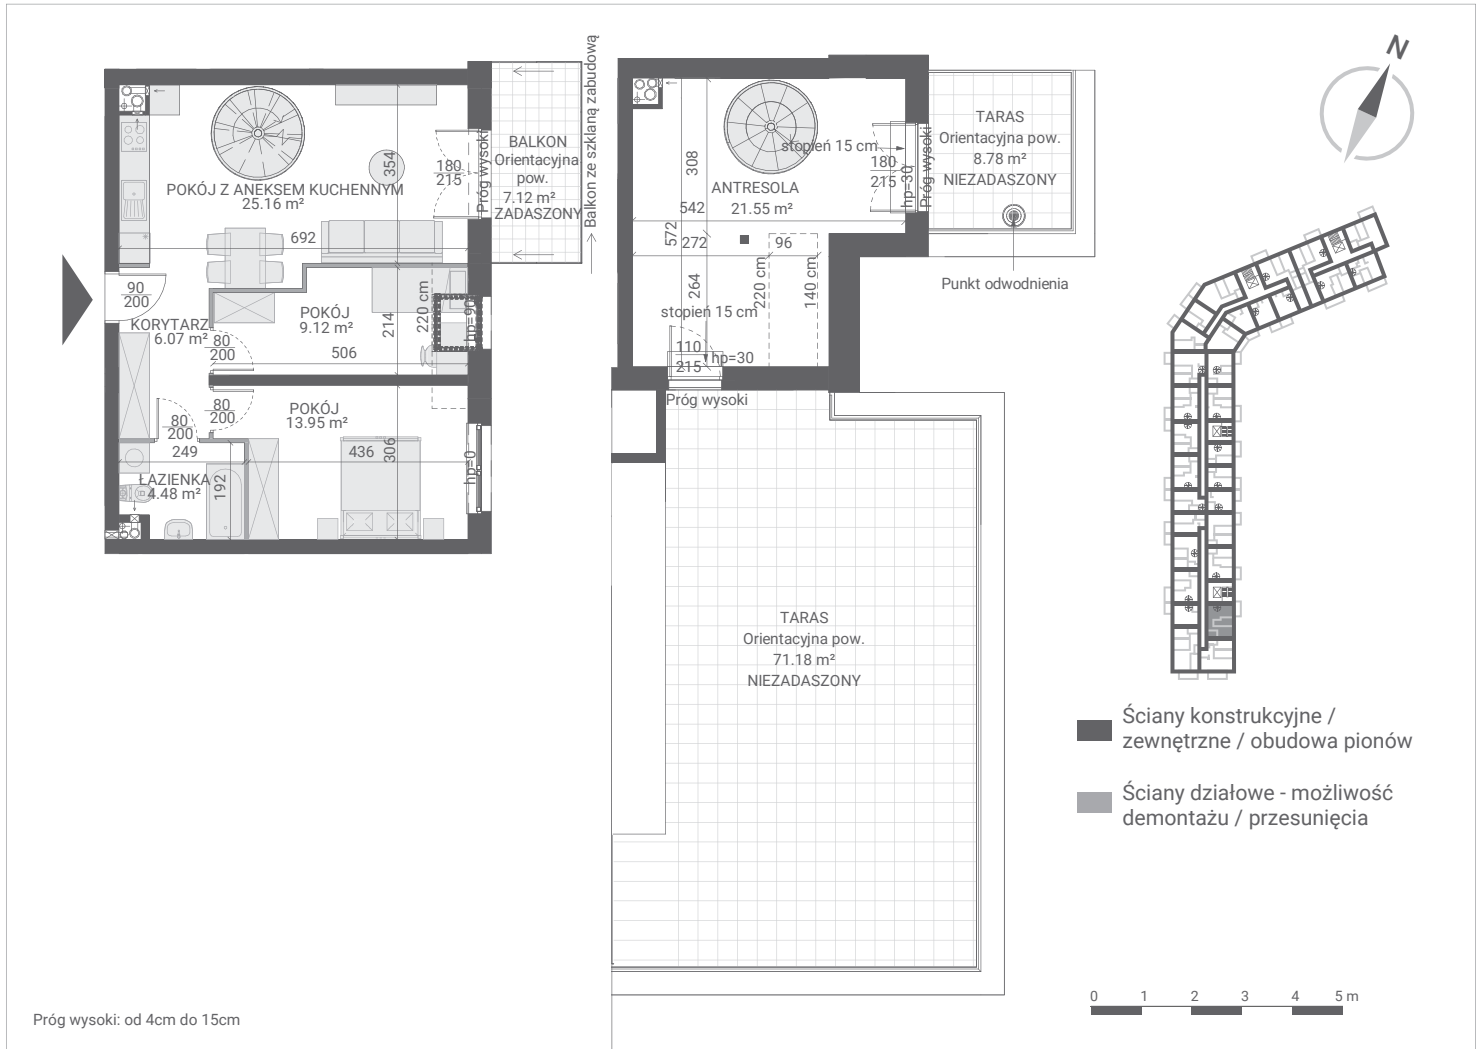 POKÓJ Z ANEKSEM KUCHENNYM
25.16 m²
692
354
180
215
Próg wysoki
BALKON
Orientacyjna
pow.
7.12 m²
ZADASZONY
Balkon ze szklaną zabudową
90
200
KORYTARZ
6.07 m²
POKÓJ
9.12 m²
80
200
506
214
220 cm
hp=90
80
200
POKÓJ
13.95 m²
80
200
249
436
306
hp=0
ŁAZIENKA
4.48 m²
192
308
stopień 15 cm
180
215
hp=30
Próg wysoki
ANTRESOLA
21.55 m²
542
572
272
96
264
220 cm
140 cm
stopień 15 cm
110
215
hp=30
Próg wysoki
TARAS
Orientacyjna pow.
8.78 m²
NIEZADASZONY
Punkt odwodnienia
TARAS
Orientacyjna pow.
71.18 m²
NIEZADASZONY
N
Ściany konstrukcyjne /
zewnętrzne / obudowa pionów
Ściany działowe - możliwość
demontażu / przesunięcia
0 1 2 3 4 5 m
Próg wysoki: od 4cm do 15cm